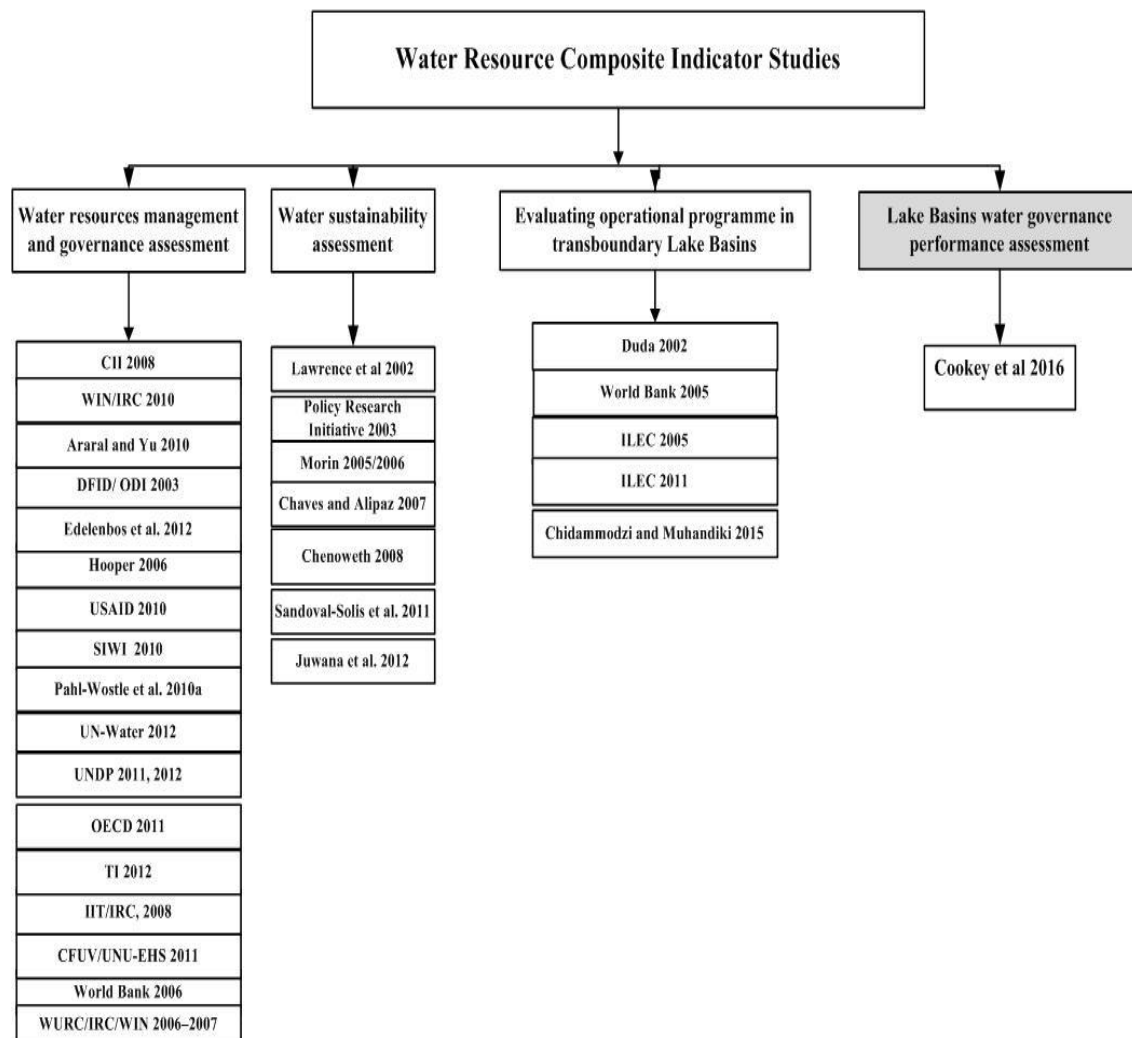 Water Resource Composite Indicator Studies
Water resources management
and governance assessment
Water sustainability
assessment
Evaluating operational programme in
transboundary Lake Basins
Lake Basins water governance
performance assessment
CII 2008
WIN/IRC 2010
Araral and Yu 2010
DFID/ ODI 2003
Edelenbos et al. 2012
Hooper 2006
USAID 2010
SIWI 2010
Pahl-Wostle et al. 2010a
UN-Water 2012
UNDP 2011, 2012
OECD 2011
TI 2012
IIT/IRC, 2008
CFUV/UNU-EHS 2011
World Bank 2006
WURC/IRC/WIN 2006–2007
Lawrence et al 2002
Policy Research
Initiative 2003
Morin 2005/2006
Chaves and Alipaz 2007
Chenoweth 2008
Sandoval-Solis et al. 2011
Juwana et al. 2012
Duda 2002
World Bank 2005
ILEC 2005
ILEC 2011
Chidammodzi and Muhandiki 2015
Cookey et al 2016